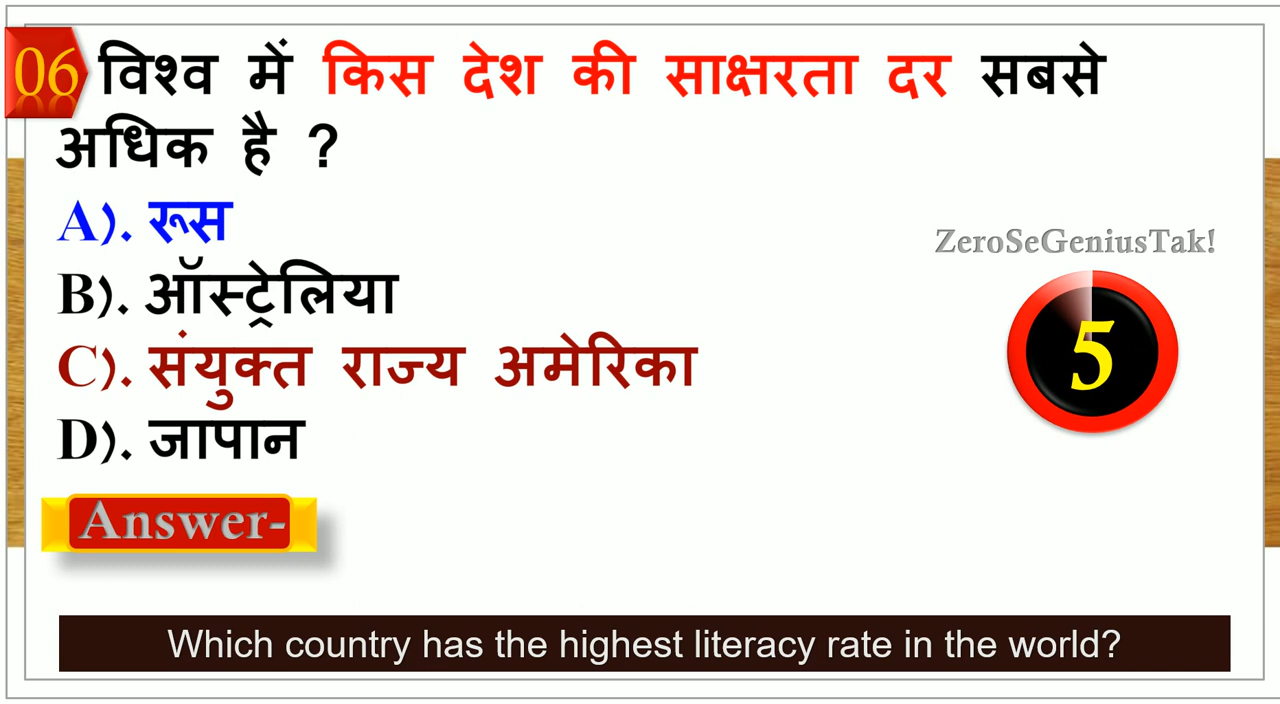 06 विश्व में किस देश की साक्षरता दर सबसे
अधिक है ?
A). रूस
ZeroSeGeniusTak!
B). ऑस्ट्रेलिया
C). संयुक्त राज्य अमेरिका
5
D). जापान
Answer-
Which country has the highest literacy rate in the world?